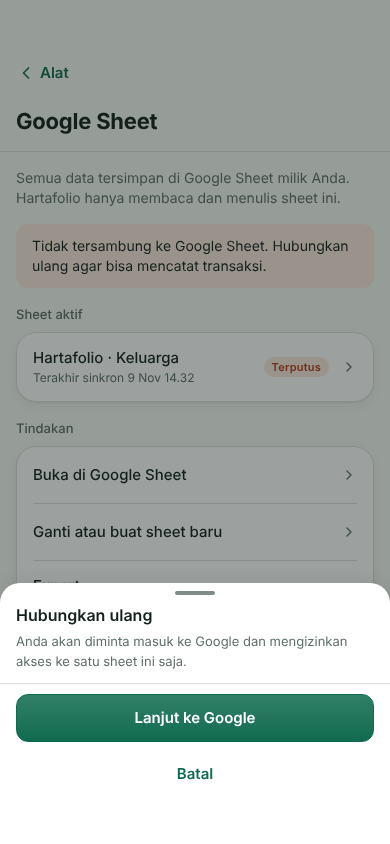 Alat
Google Sheet
Semua data tersimpan di Google Sheet milik Anda.
Hartafolio hanya membaca dan menulis sheet ini.
Tidak tersambung ke Google Sheet. Hubungkan
ulang agar bisa mencatat transaksi.
Sheet aktif
Hartafolio · Keluarga
Terakhir sinkron 9 Nov 14.32
Terputus
Tindakan
Buka di Google Sheet
Ganti atau buat sheet baru
Hubungkan ulang
Anda akan diminta masuk ke Google dan mengizinkan
akses ke satu sheet ini saja.
Lanjut ke Google
Batal